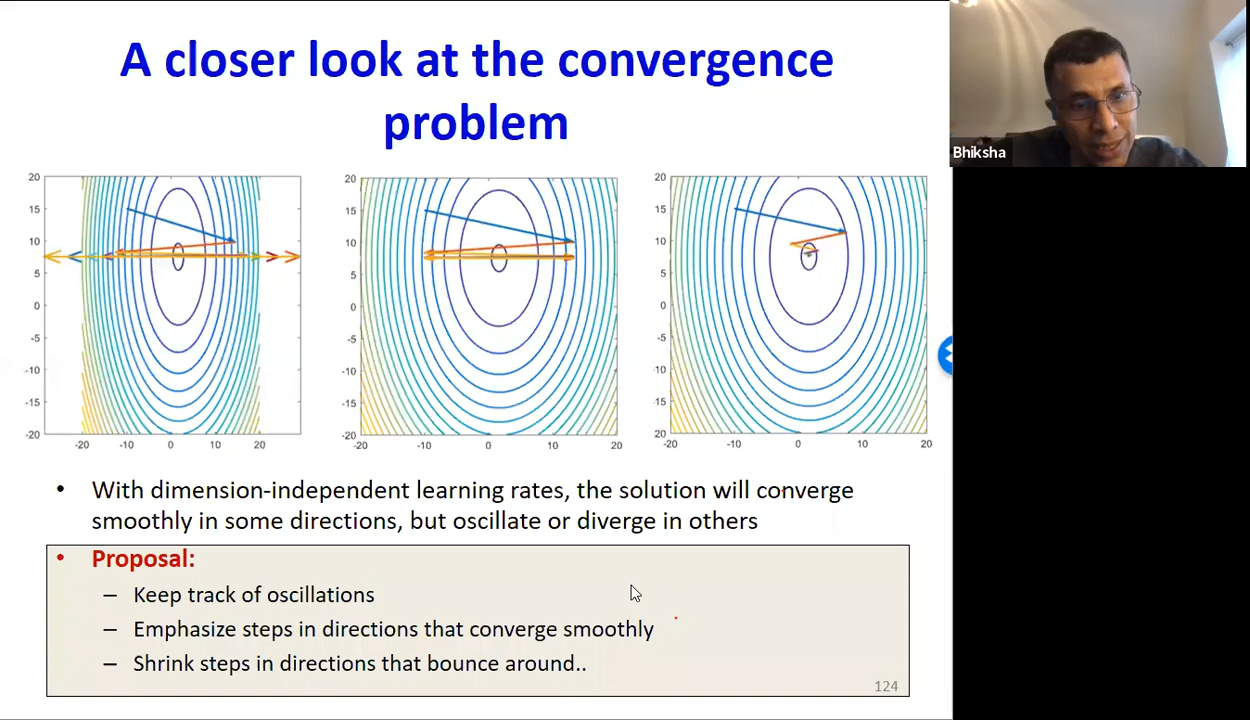 A closer look at the convergence
problem
Bhiksha
20
15
10
5
0
-5
-10
-15
-20
-20 -10 0 10 20
20
15
10
5
0
-5
-10
-15
-20
-20 -10 0 10 20
20
15
10
5
0
-5
-10
-15
-20
-20 -10 0 10 20
• With dimension-independent learning rates, the solution will converge
smoothly in some directions, but oscillate or diverge in others
• Proposal:
– Keep track of oscillations
– Emphasize steps in directions that converge smoothly
– Shrink steps in directions that bounce around..
124